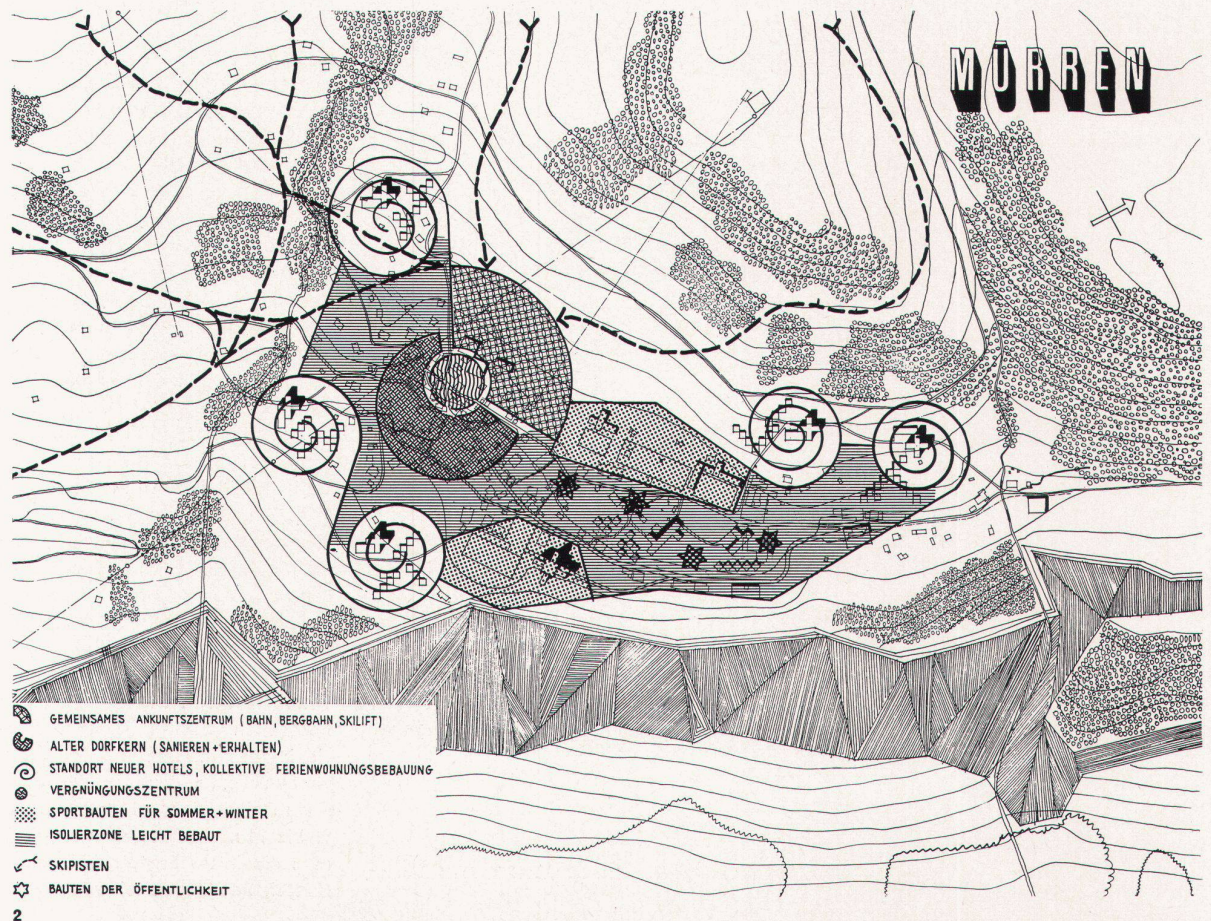 MÜRREN
GEMEINSAMES ANKUNFTSZENTRUM (BAHN, BERGBAHN, SKILIFT)
ALTER DORFKERN (SANIEREN + ERHALTEN)
STANDORT NEUER HOTELS, KOLLEKTIVE FERIENWOHNUNGSBEBAUUNG
VERGNÜNGUNGSZENTRUM
SPORTBAUTEN FÜR SOMMER + WINTER
ISOLIERZONE LEICHT BEBAUT
SKIPISTEN
BAUTEN DER ÖFFENTLICHKEIT
2